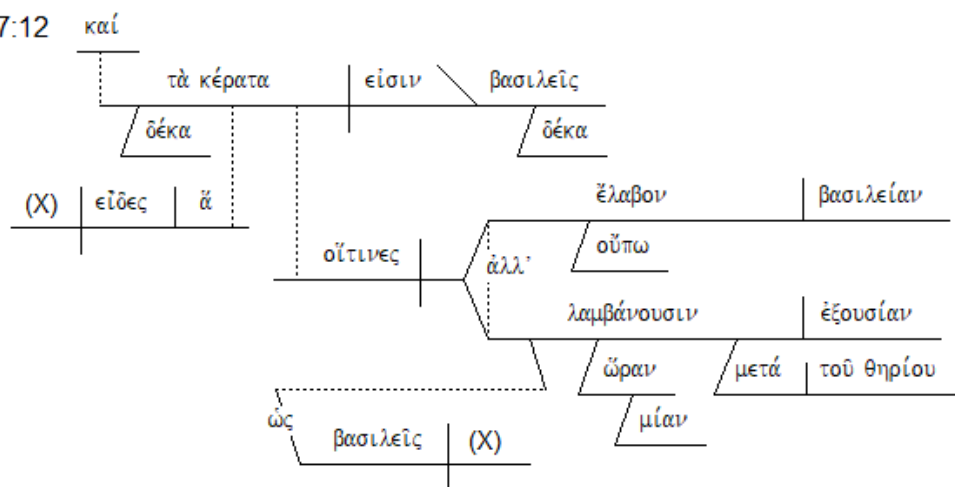 7:12 καί
τὰ κέρατα εἰσιν βασιλεῖς
δέκα δέκα
(X) εἶδες ἅ ἔλαβον βασιλείαν
οἵτινες ἀλλ’ οὔπω
λαμβάνουσιν ἐξουσίαν
ὥραν μετά τοῦ θηρίου
ὡς μίαν
βασιλεῖς (X)